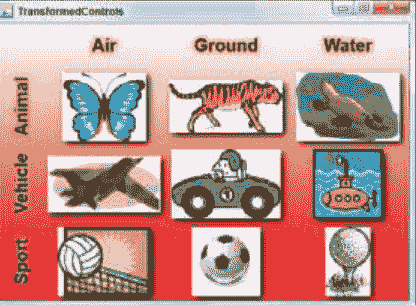 TransformedControls
Air Ground Water
Animal
Vehicle
Sport